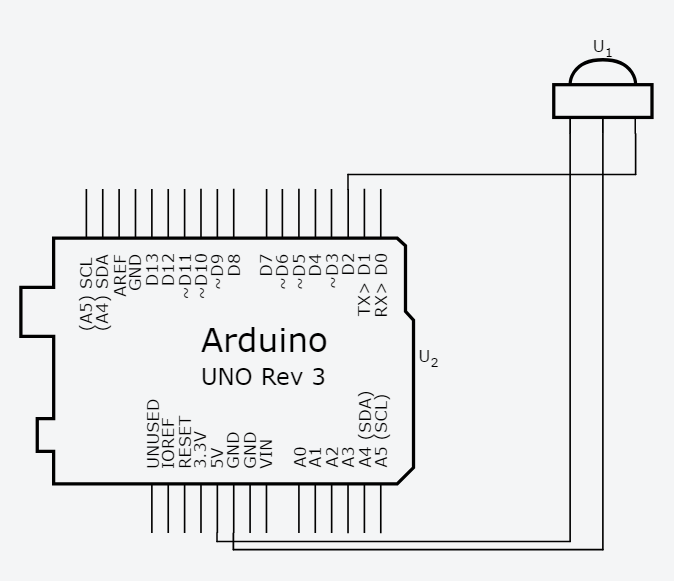 U1
(A5) SCL
(A4) SDA
AREF
GND
D13
D12
~D11
~D10
~D9
D8
D7
~D6
~D5
D4
~D3
D2
TX> D1
RX> D0
Arduino
UNO Rev 3
U2
UNUSED
IOREF
RESET
3.3V
5V
GND
GND
VIN
A0
A1
A2
A3
A4 (SDA)
A5 (SCL)